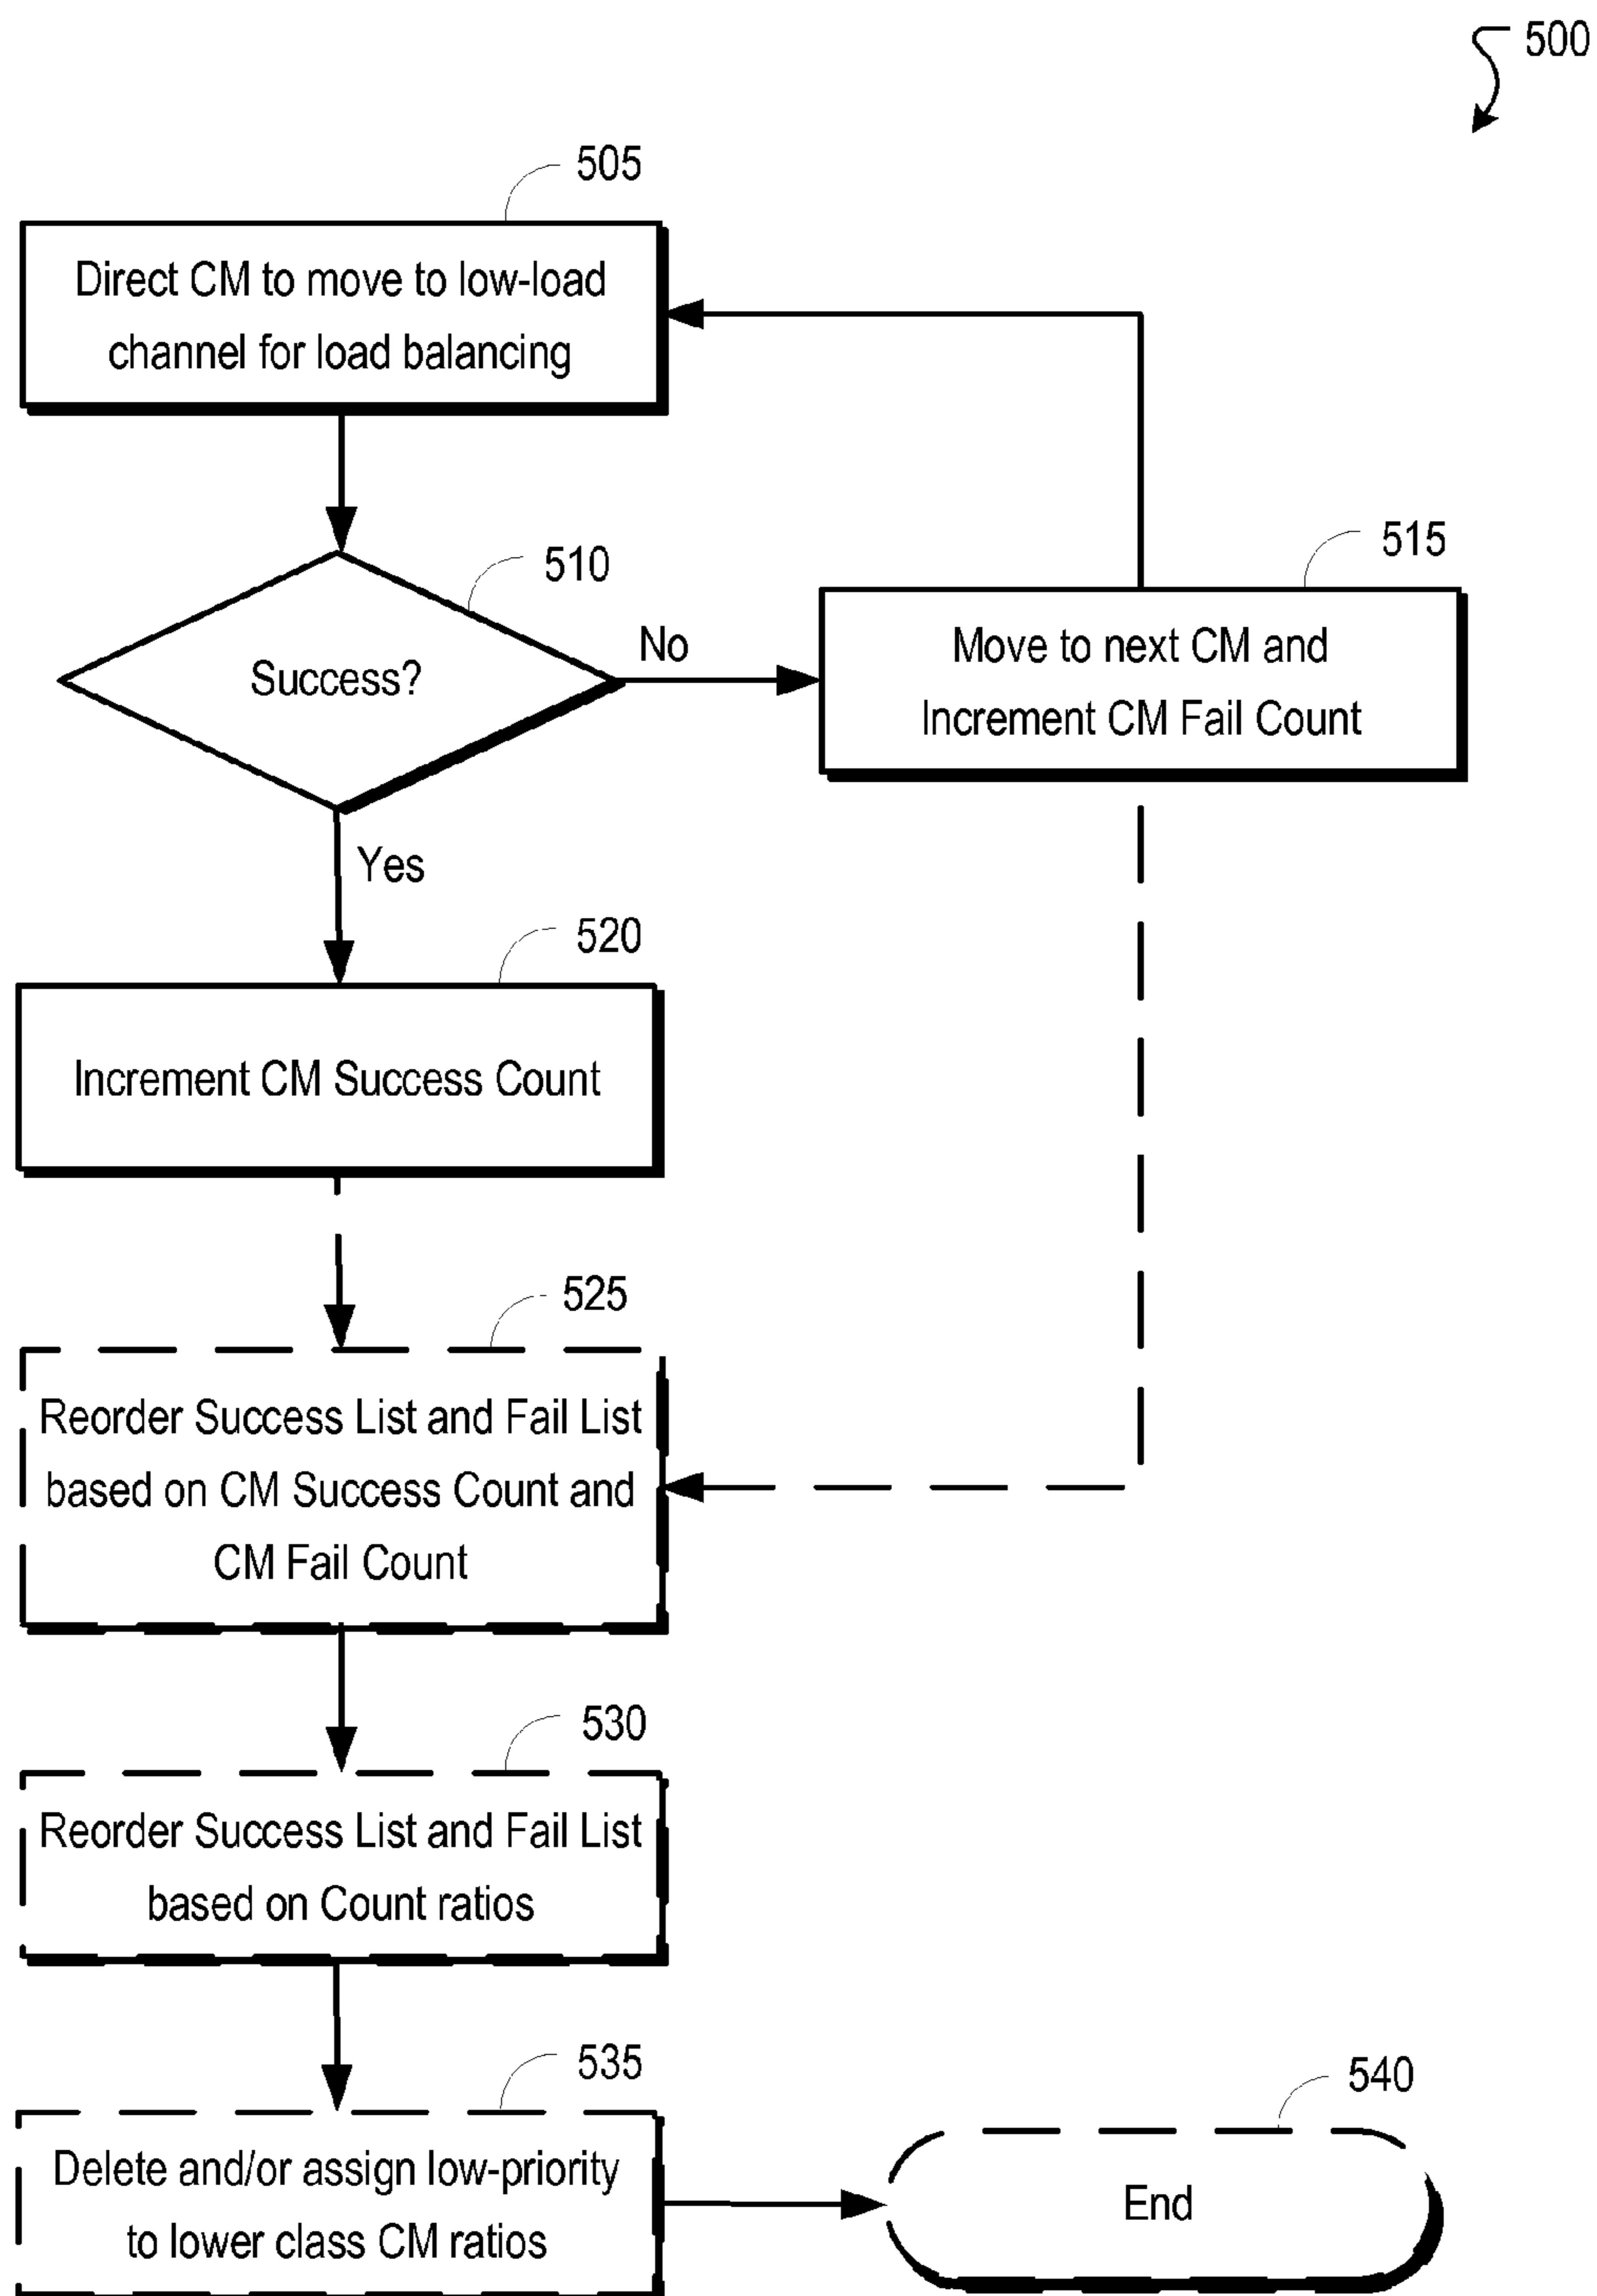 500
505
Direct CM to move to low-load
channel for load balancing
510
Success?
No
515
Move to next CM and
Increment CM Fail Count
Yes
520
Increment CM Success Count
525
Reorder Success List and Fail List
based on CM Success Count and
CM Fail Count
530
Reorder Success List and Fail List
based on Count ratios
535
Delete and/or assign low-priority
to lower class CM ratios
540
End